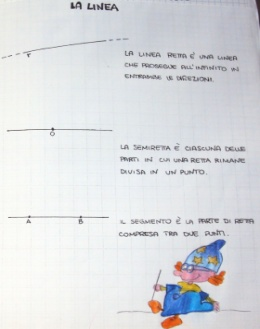 LA LINEA
r
LA LINEA RETTA È UNA LINEA
CHE PROSEGUE ALL'INFINITO IN
ENTRAMBE LE DIREZIONI.
O
LA SEMIRETTA È CIASCUNA DELLE
PARTI IN CUI UNA RETTA RIMANE
DIVISA IN UN PUNTO.
A B
IL SEGMENTO È LA PARTE DI RETTA
COMPRESA TRA DUE PUNTI.